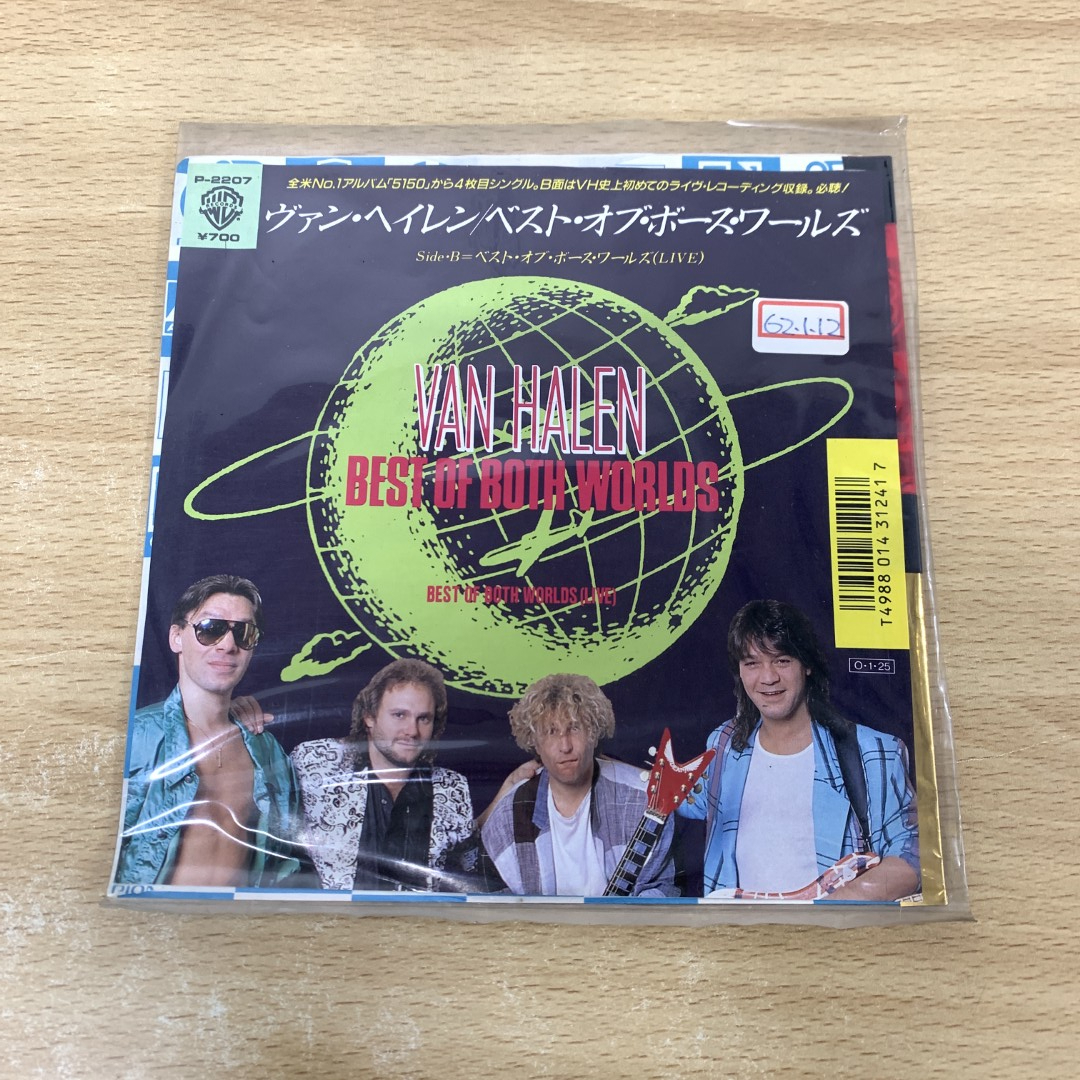 P-2207
RECORDS
¥700
全米No.1アルバム「5150」から4枚目シングル。B面はVH史上初めてのライヴ・レコーディング収録。必聴!
ヴァン・ヘイレン/ベスト・オブ・ボース・ワールズ
Side・B=ベスト・オブ・ボース・ワールズ(LIVE)
62.1.12
VAN HALEN
BEST OF BOTH WORLDS
BEST OF BOTH WORLDS (LIVE)
T4988014312417
O・1・25